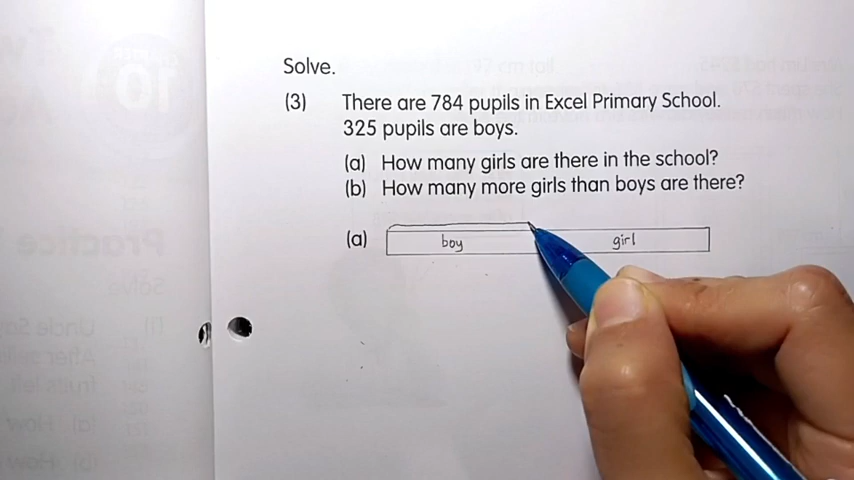 Solve.
(3) There are 784 pupils in Excel Primary School.
325 pupils are boys.
(a) How many girls are there in the school?
(b) How many more girls than boys are there?
(a) boy girl